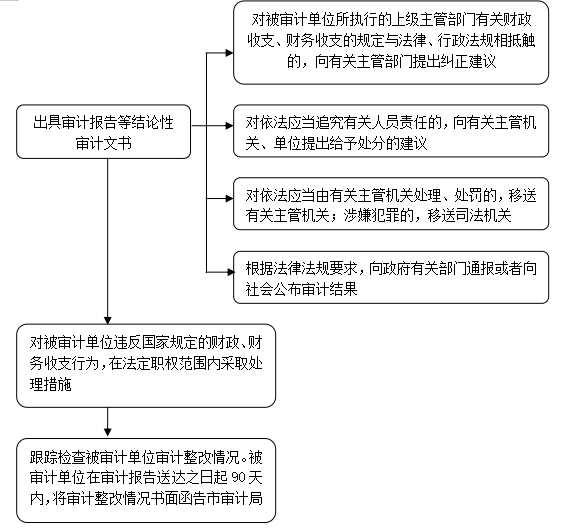 对被审计单位所执行的上级主管部门有关财政
收支、财务收支的规定与法律、行政法规相抵触
的，向有关主管部门提出纠正建议
出具审计报告等结论性
审计文书
对依法应当追究有关人员责任的，向有关主管机
关、单位提出给予处分的建议
对依法应当由有关主管机关处理、处罚的，移送
有关主管机关；涉嫌犯罪的，移送司法机关
根据法律法规要求，向政府有关部门通报或者向
社会公布审计结果
对被审计单位违反国家规定的财政、财
务收支行为，在法定职权范围内采取处
理措施
跟踪检查被审计单位审计整改情况。被
审计单位在审计报告送达之日起90天
内，将审计整改情况书面函告市审计局